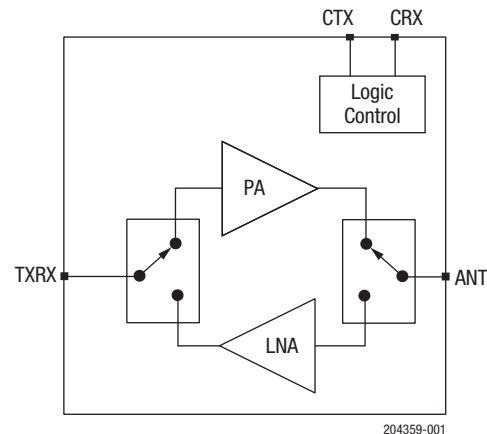 CTX CRX
Logic
Control
PA
TXRX
ANT
LNA
204359-001